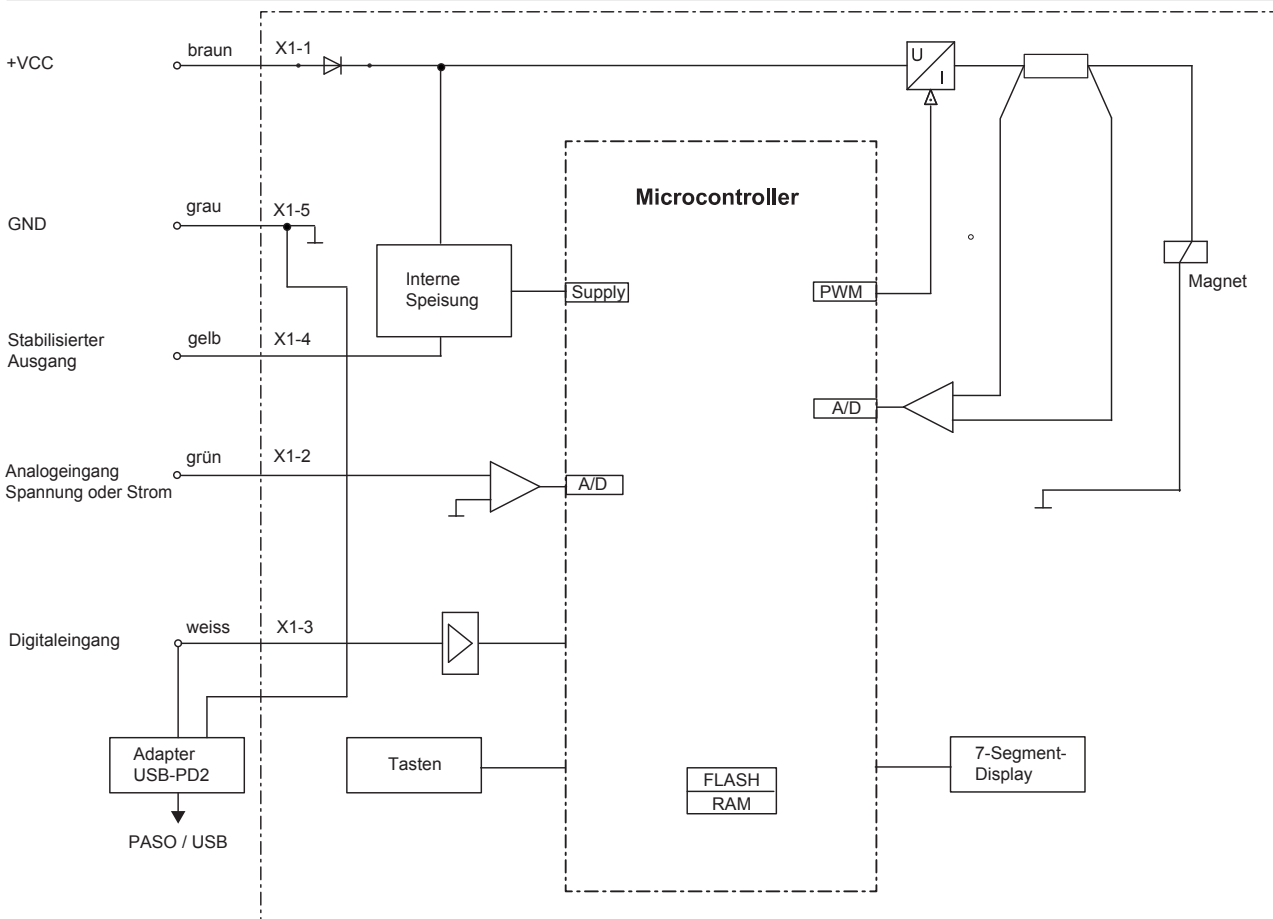 +VCC
braun
X1-1
U
I
Microcontroller
GND
grau
X1-5
Interne
Speisung
Supply
PWM
Magnet
Stabilisierter
Ausgang
gelb
X1-4
A/D
Analogeingang
Spannung oder Strom
grün
X1-2
A/D
Digitaleingang
weiss
X1-3
Adapter
USB-PD2
Tasten
FLASH
RAM
7-Segment-
Display
PASO / USB